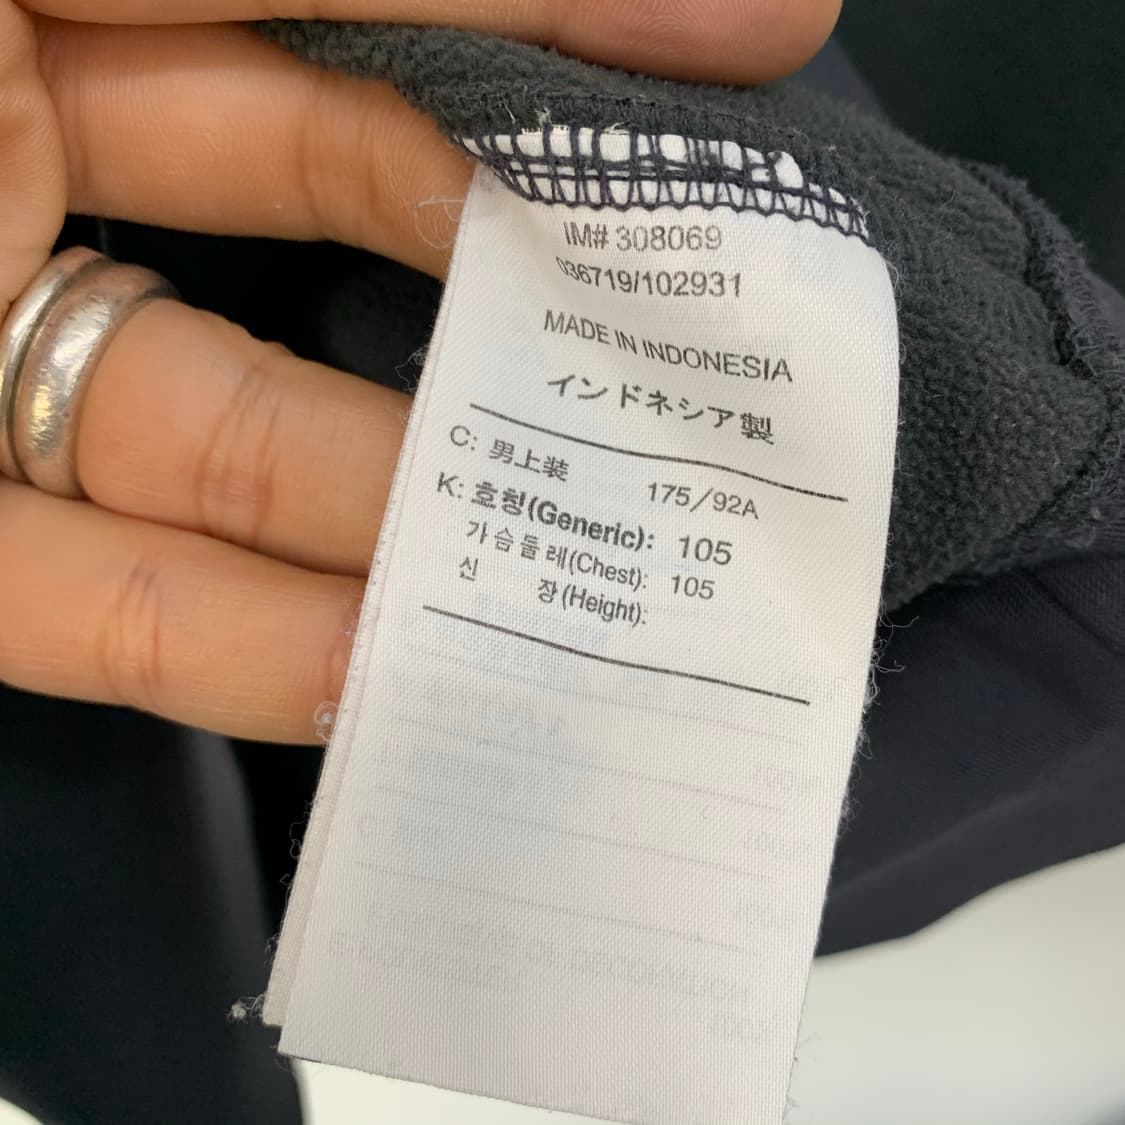 IM# 308069
036719/102931
MADE IN INDONESIA
インドネシア製
C: 男上装 175/92A
K: 호칭(Generic): 105
가슴둘레(Chest): 105
신 장(Height):